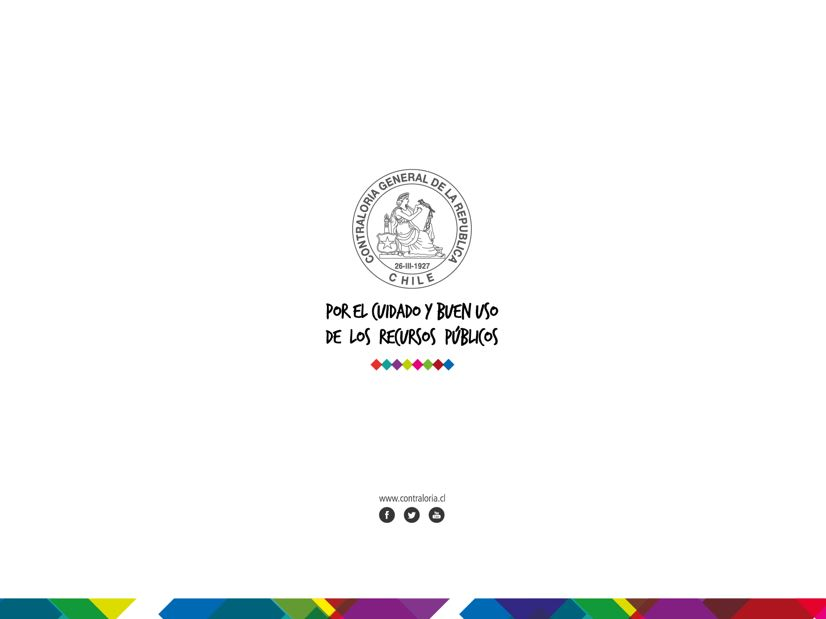 CONTRALORIA GENERAL DE LA REPUBLICA
26-III-1927
CHILE
POR EL CUIDADO Y BUEN USO
DE LOS RECURSOS PÚBLICOS
www.contraloria.cl